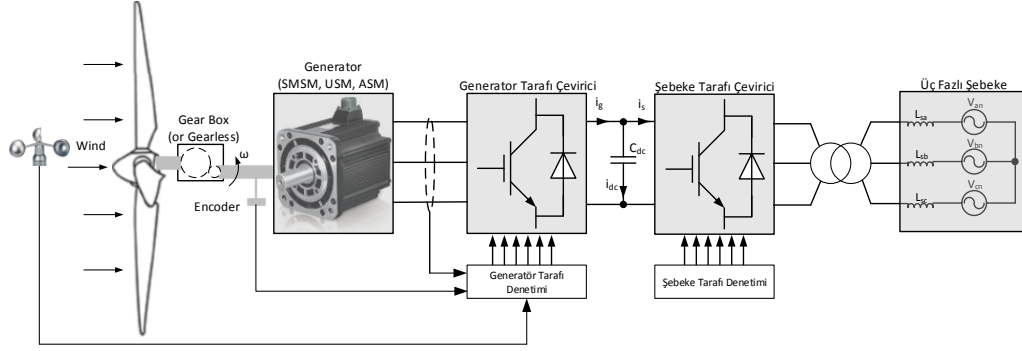 Wind
Gear Box
(or Gearless)
ω
Encoder
Generator
(SMSM, USM, ASM)
Generator Tarafı Çevirici
i_g
i_s
C_dc
i_dc
Generatör Tarafı
Denetimi
Şebeke Tarafı Çevirici
Şebeke Tarafı Denetimi
Üç Fazlı Şebeke
L_sa
V_an
L_sb
V_bn
L_sc
V_cn